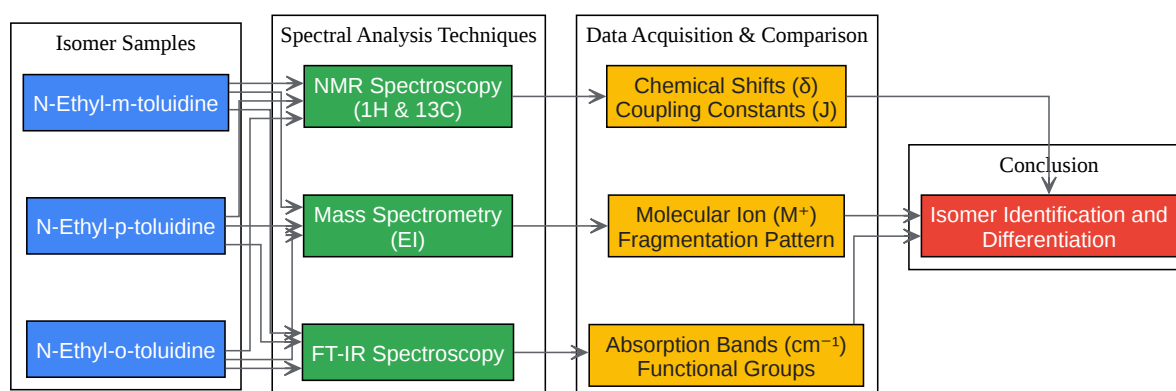 Isomer Samples
N-Ethyl-m-toluidine
N-Ethyl-p-toluidine
N-Ethyl-o-toluidine
Spectral Analysis Techniques
NMR Spectroscopy
(1H & 13C)
Mass Spectrometry
(EI)
FT-IR Spectroscopy
Data Acquisition & Comparison
Chemical Shifts (δ)
Coupling Constants (J)
Molecular Ion (M⁺)
Fragmentation Pattern
Absorption Bands (cm⁻¹)
Functional Groups
Conclusion
Isomer Identification and
Differentiation